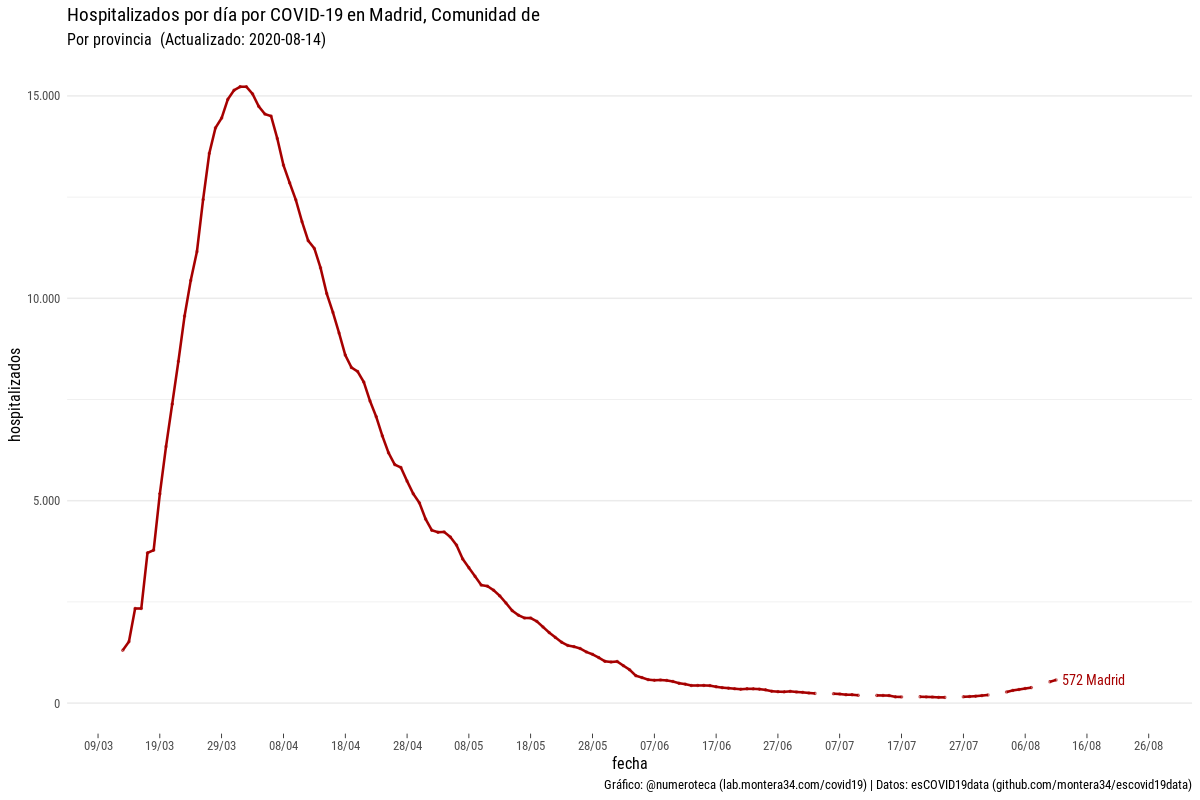 Hospitalizados por día por COVID-19 en Madrid, Comunidad de
Por provincia (Actualizado: 2020-08-14)
hospitalizados
15.000
10.000
5.000
0
572 Madrid
09/03 19/03 29/03 08/04 18/04 28/04 08/05 18/05 28/05 07/06 17/06 27/06 07/07 17/07 27/07 06/08 16/08 26/08
fecha
Gráfico: @numeroteca (lab.montera34.com/covid19) | Datos: esCOVID19data (github.com/montera34/escovid19data)